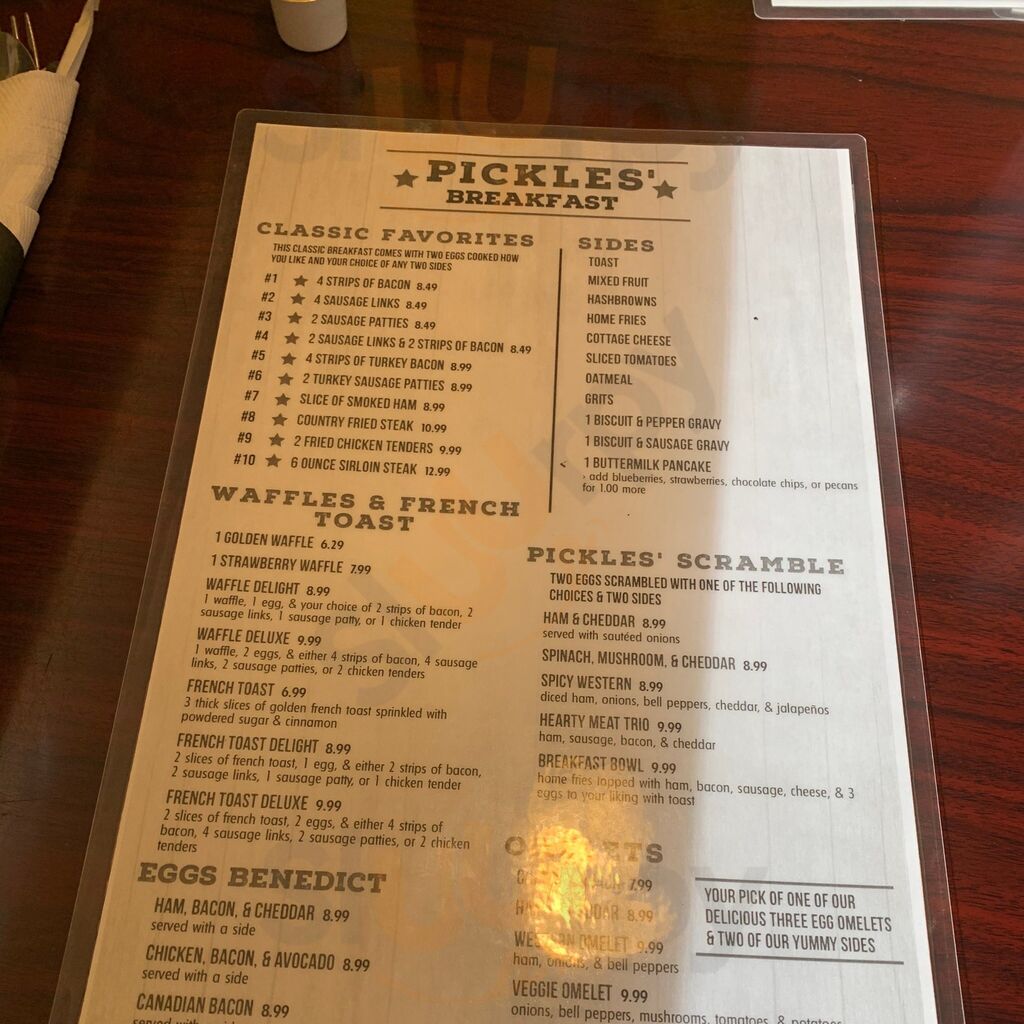 PICKLES'
BREAKFAST
CLASSIC FAVORITES
THIS CLASSIC BREAKFAST COMES WITH TWO EGGS COOKED HOW
YOU LIKE AND YOUR CHOICE OF ANY TWO SIDES
#1 4 STRIPS OF BACON 8.49
#2 4 SAUSAGE LINKS 8.49
#3 2 SAUSAGE PATTIES 8.49
#4 2 SAUSAGE LINKS & 2 STRIPS OF BACON 8.49
#5 4 STRIPS OF TURKEY BACON 8.99
#6 2 TURKEY SAUSAGE PATTIES 8.99
#7 SLICE OF SMOKED HAM 8.99
#8 COUNTRY FRIED STEAK 10.99
#9 2 FRIED CHICKEN TENDERS 9.99
#10 6 OUNCE SIRLOIN STEAK 12.99
WAFFLES & FRENCH
TOAST
1 GOLDEN WAFFLE 6.29
1 STRAWBERRY WAFFLE 7.99
WAFFLE DELIGHT 8.99
1 waffle, 1 egg, & your choice of 2 strips of bacon, 2
sausage links, 1 sausage patty, or 1 chicken tender
WAFFLE DELUXE 9.99
1 waffle, 2 eggs, & either 4 strips of bacon, 4 sausage
links, 2 sausage patties, or 2 chicken tenders
FRENCH TOAST 6.99
3 thick slices of golden french toast sprinkled with
powdered sugar & cinnamon
FRENCH TOAST DELIGHT 8.99
2 slices of french toast, 1 egg, & either 2 strips of bacon,
2 sausage links, 1 sausage patty, or 1 chicken tender
FRENCH TOAST DELUXE 9.99
2 slices of french toast, 2 eggs, & either 4 strips of
bacon, 4 sausage links, 2 sausage patties, or 2 chicken
tenders
EGGS BENEDICT
HAM, BACON, & CHEDDAR 8.99
served with a side
CHICKEN, BACON, & AVOCADO 8.99
served with a side
CANADIAN BACON 8.99
served with a side
SIDES
TOAST
MIXED FRUIT
HASHBROWNS
HOME FRIES
COTTAGE CHEESE
SLICED TOMATOES
OATMEAL
GRITS
1 BISCUIT & PEPPER GRAVY
1 BISCUIT & SAUSAGE GRAVY
1 BUTTERMILK PANCAKE
› add blueberries, strawberries, chocolate chips, or pecans
for 1.00 more
PICKLES' SCRAMBLE
TWO EGGS SCRAMBLED WITH ONE OF THE FOLLOWING
CHOICES & TWO SIDES
HAM & CHEDDAR 8.99
served with sautéed onions
SPINACH, MUSHROOM, & CHEDDAR 8.99
SPICY WESTERN 8.99
diced ham, onions, bell peppers, cheddar, & jalapeños
HEARTY MEAT TRIO 9.99
ham, sausage, bacon, & cheddar
BREAKFAST BOWL 9.99
home fries topped with ham, bacon, sausage, cheese, & 3
eggs to your liking with toast
7.99
8.99
WESTERN OMELET 9.99
ham, onions, & bell peppers
VEGGIE OMELET 9.99
onions, bell peppers, mushrooms, tomatoes, & potatoes
YOUR PICK OF ONE OF OUR
DELICIOUS THREE EGG OMELETS
& TWO OF OUR YUMMY SIDES
slurpy